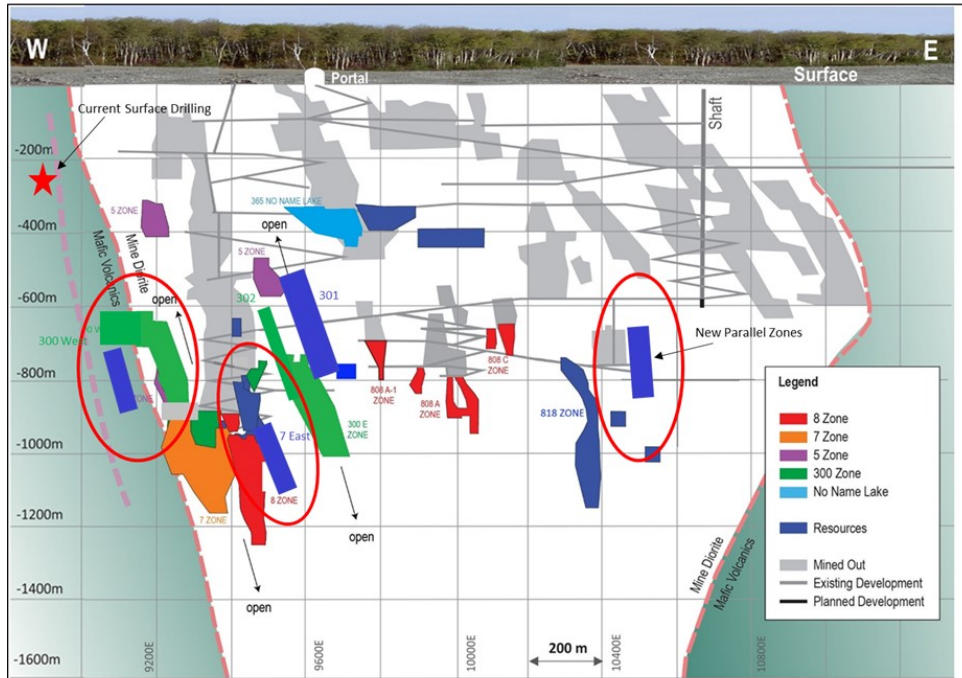 W
E
Portal
Surface
Current Surface Drilling
Shaft
-200m
365 NO NAME LAKE
5 ZONE
-400m
open
Mafic Volcanics
Mine Diorite
5 ZONE
open
302
301
-600m
300 West
New Parallel Zones
808 C
ZONE
-800m
808 A-1
ZONE
808 A
ZONE
818 ZONE
300 E
ZONE
7 East
-1000m
8 ZONE
7 ZONE
-1200m
open
open
-1400m
Mine Diorite
Mafic Volcanics
-1600m
9200E
9600E
10000E
200 m
10400E
10800E
Legend
8 Zone
7 Zone
5 Zone
300 Zone
No Name Lake
Resources
Mined Out
Existing Development
Planned Development